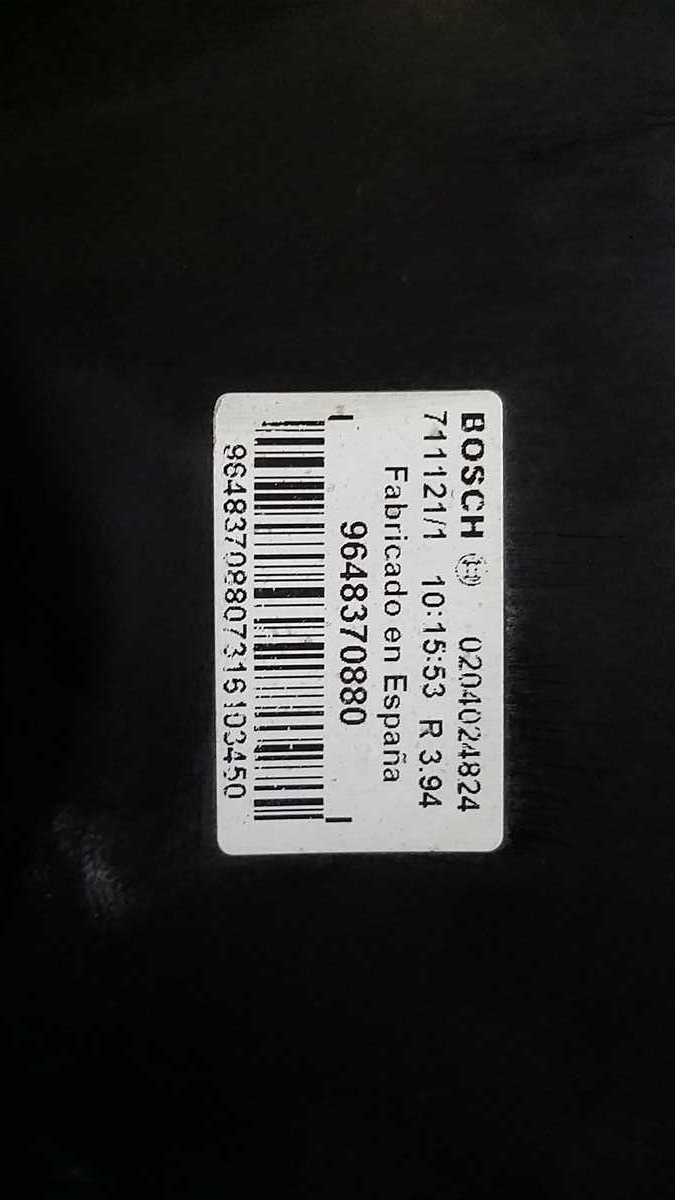 BOSCH 0204024824
711121/1 10:15:53 R 3.94
Fabricado en España
9648370880
96483708807316103450